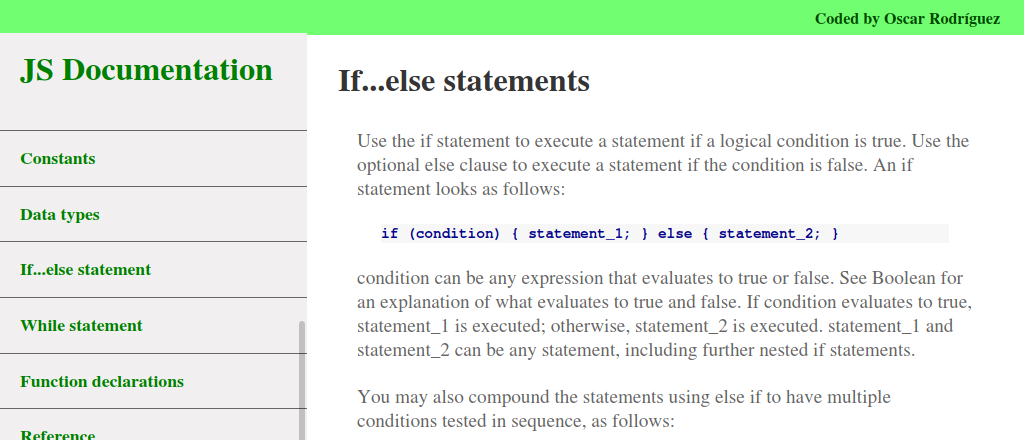 Coded by Oscar Rodríguez
JS Documentation
Constants
Data types
If...else statement
While statement
Function declarations
Reference
If...else statements
Use the if statement to execute a statement if a logical condition is true. Use the
optional else clause to execute a statement if the condition is false. An if
statement looks as follows:
if (condition) { statement_1; } else { statement_2; }
condition can be any expression that evaluates to true or false. See Boolean for
an explanation of what evaluates to true and false. If condition evaluates to true,
statement_1 is executed; otherwise, statement_2 is executed. statement_1 and
statement_2 can be any statement, including further nested if statements.
You may also compound the statements using else if to have multiple
conditions tested in sequence, as follows: